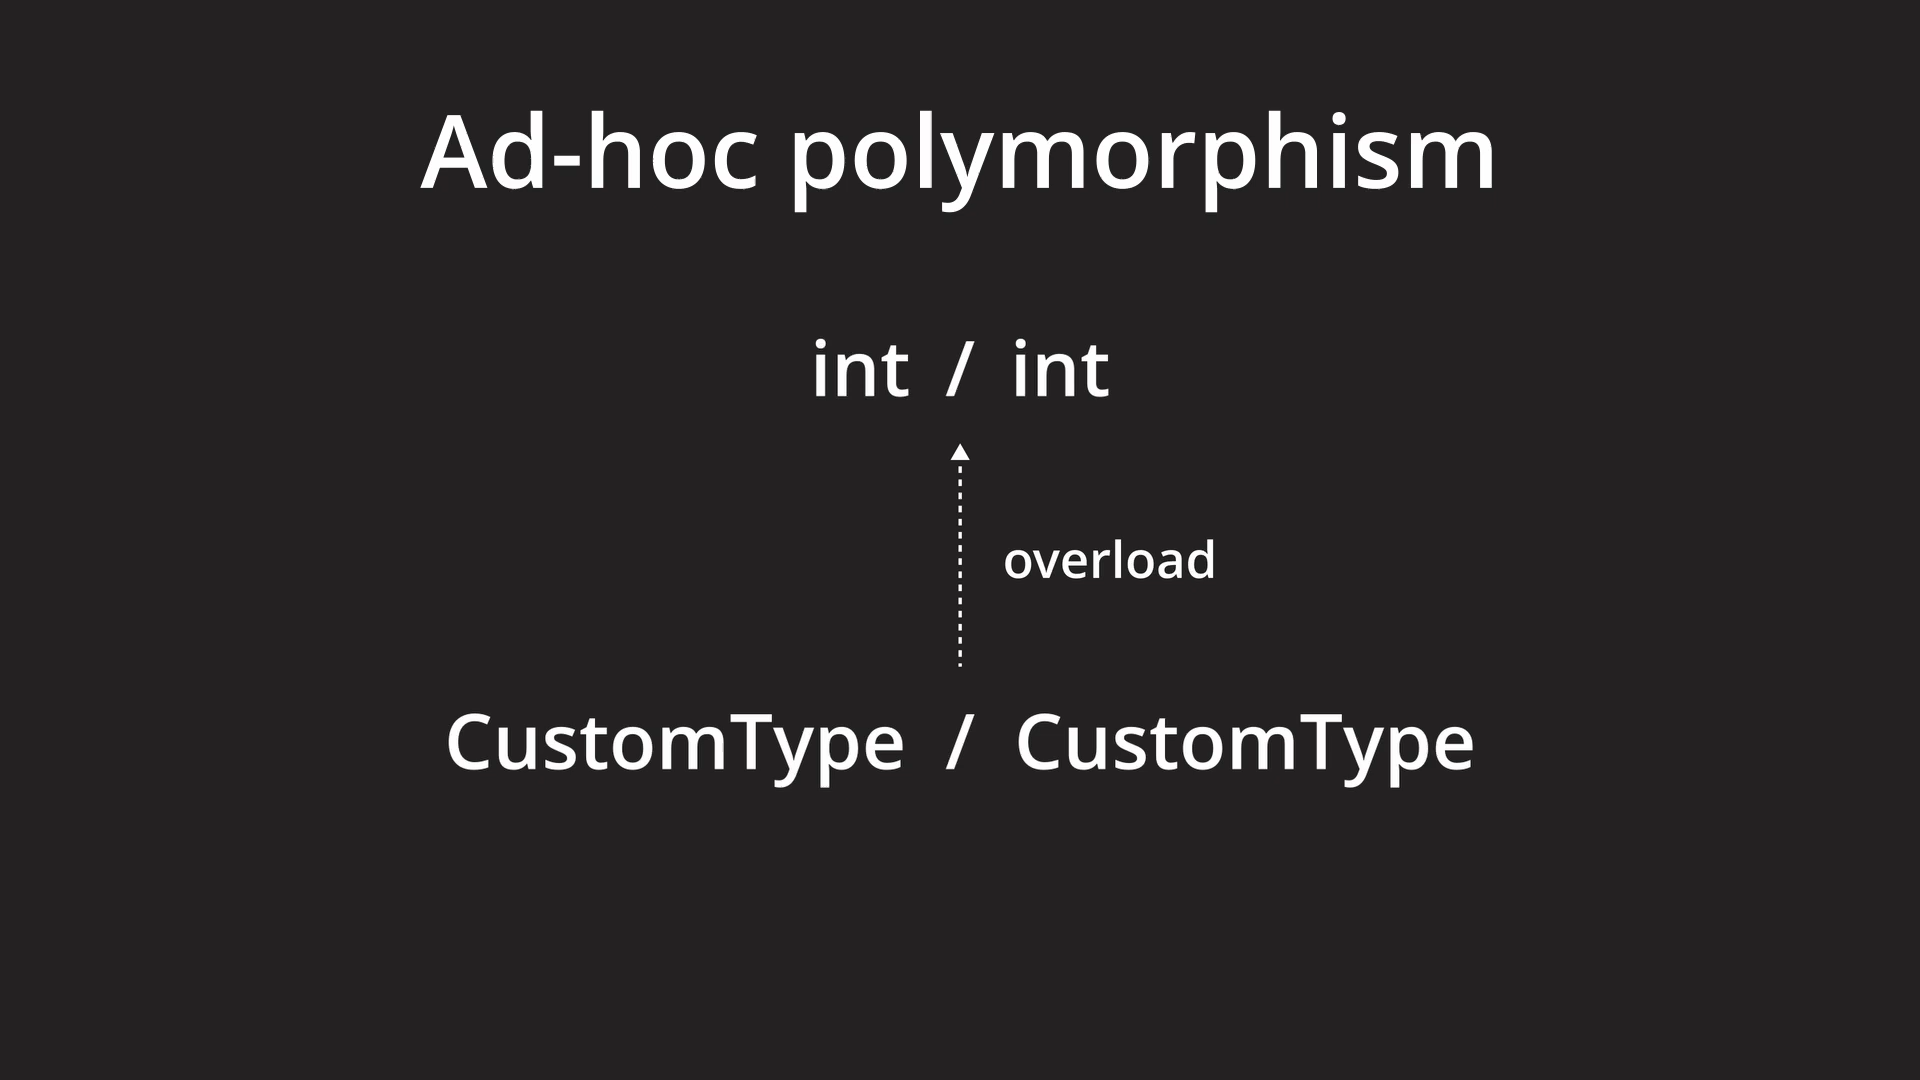 Ad-hoc polymorphism
int / int
overload
CustomType / CustomType